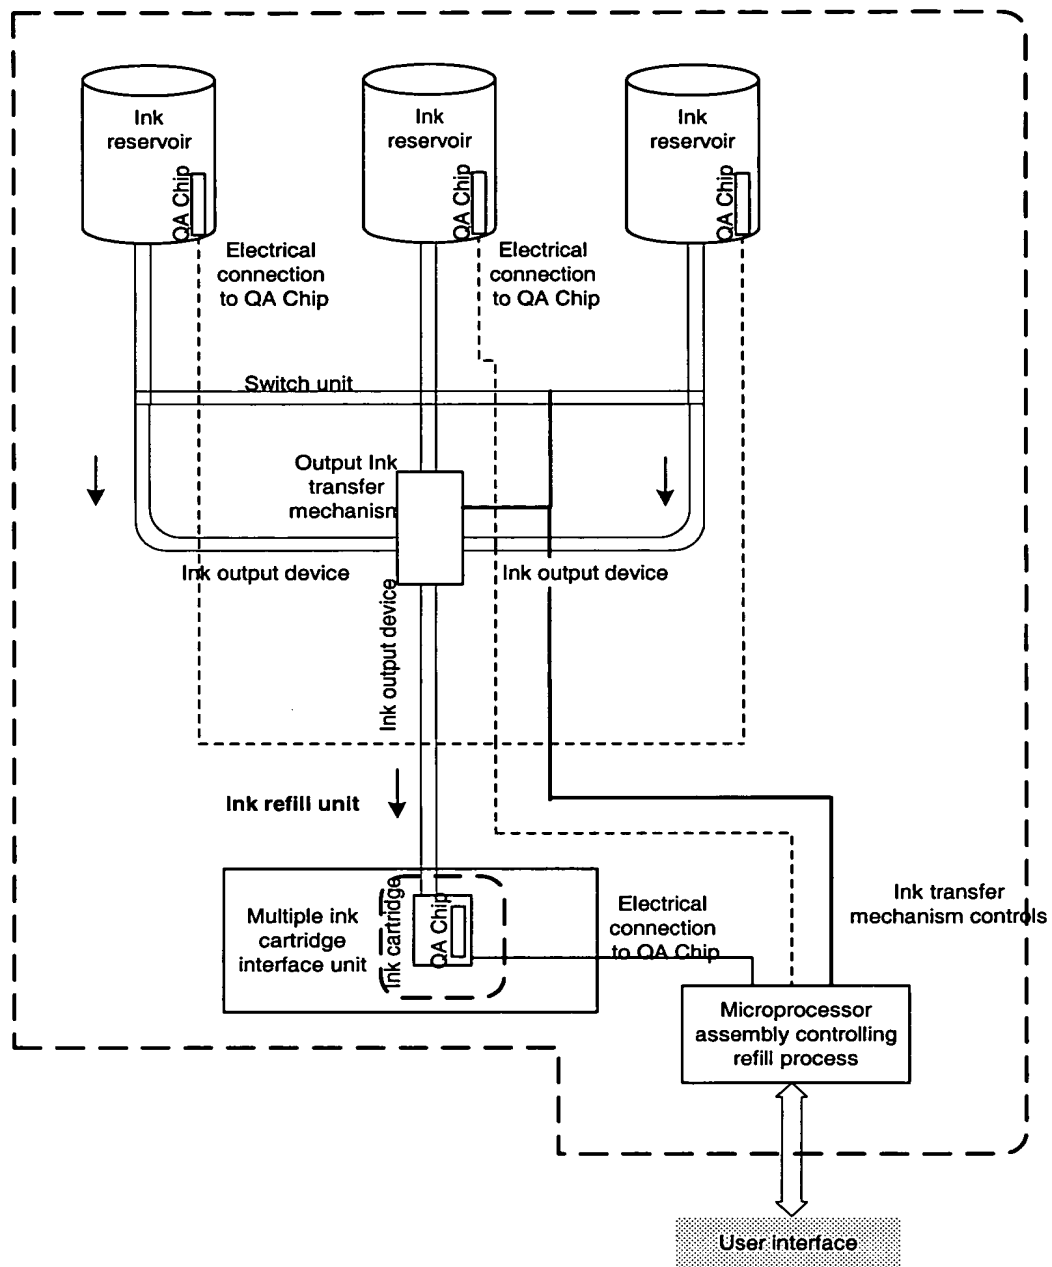 Ink
reservoir
QA Chip
Ink
reservoir
QA Chip
Ink
reservoir
QA Chip
Electrical
connection
to QA Chip
Electrical
connection
to QA Chip
Switch unit
Output Ink
transfer
mechanism
Ink output device
Ink output device
Ink output device
Ink refill unit
Multiple ink
cartridge
interface unit
Ink cartridge
QA Chip
Electrical
connection
to QA Chip
Ink transfer
mechanism controls
Microprocessor
assembly controlling
refill process
User interface